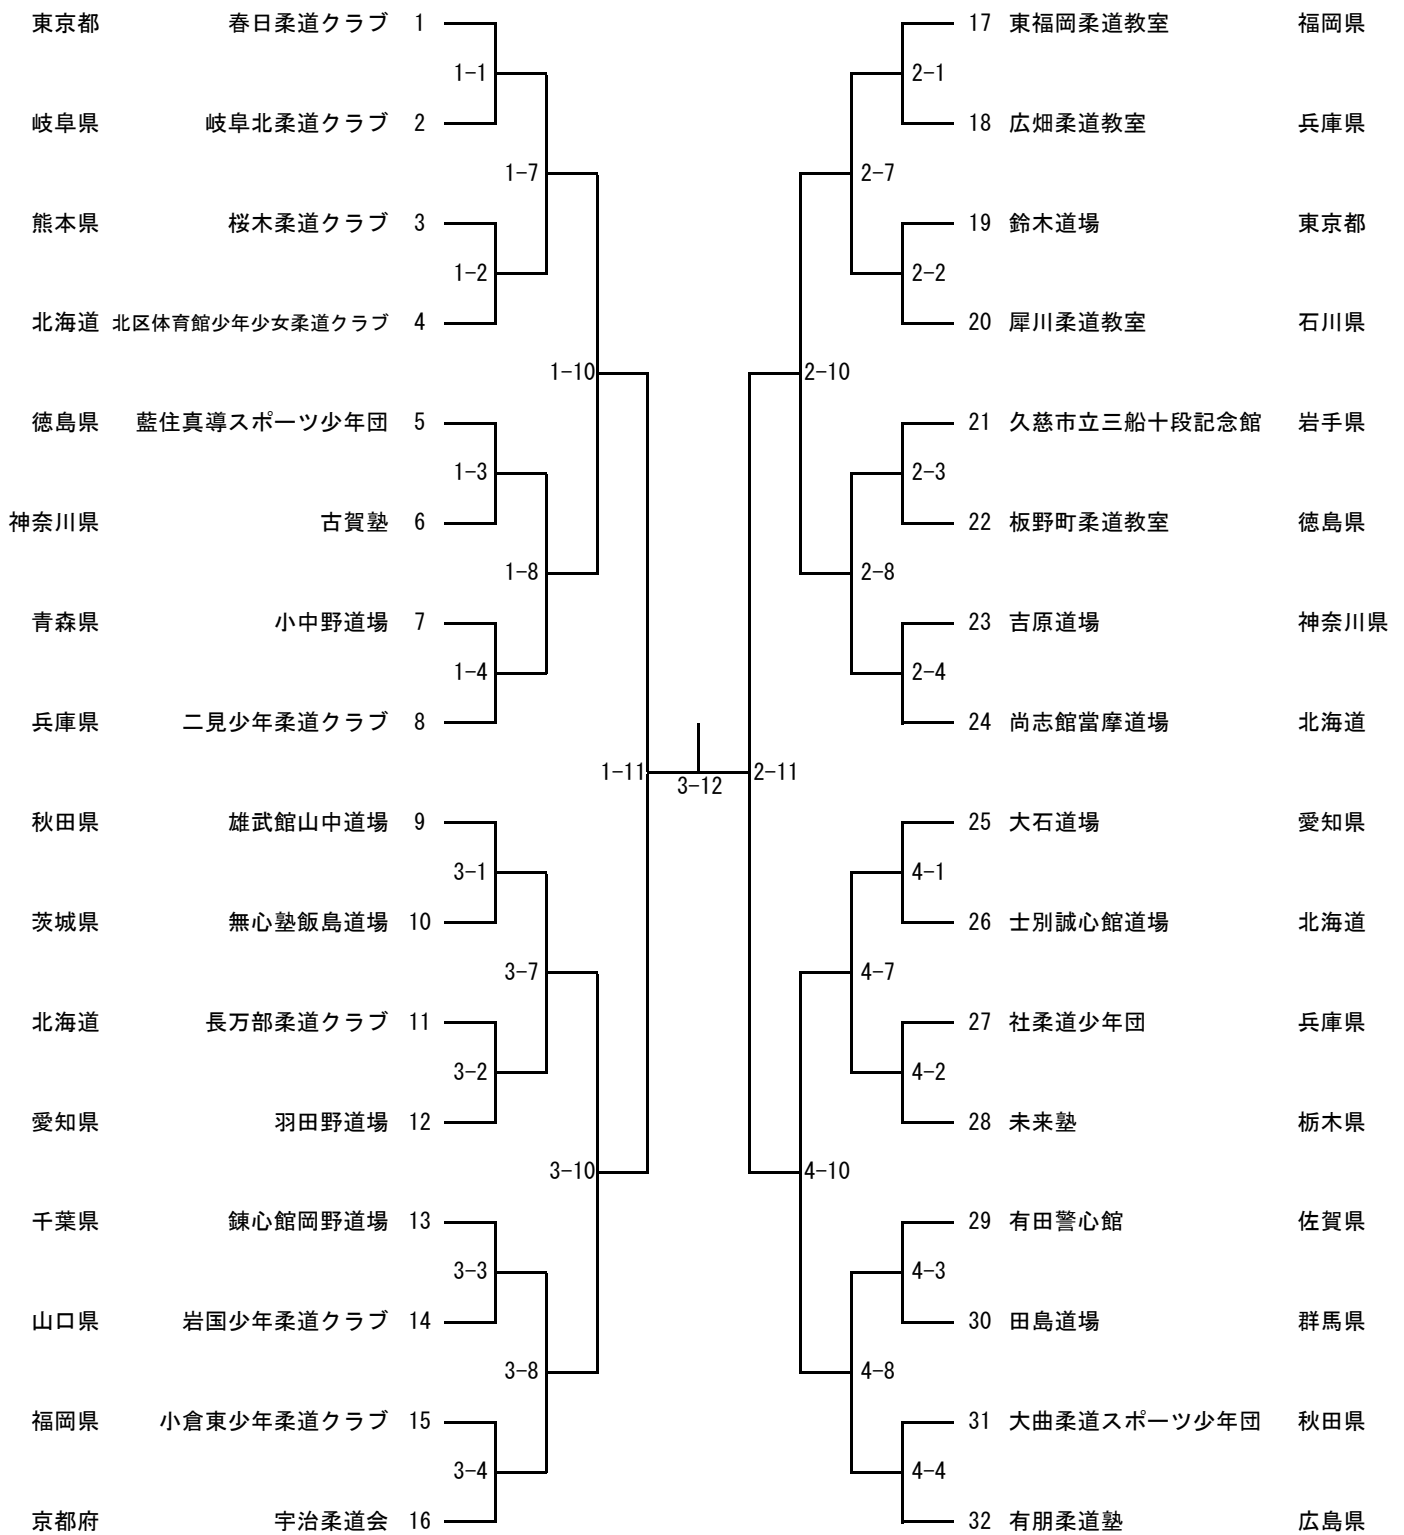 東京都 春日柔道クラブ 1 17 東福岡柔道教室 福岡県
1-1 2-1
岐阜県 岐阜北柔道クラブ 2 18 広畑柔道教室 兵庫県
1-7 2-7
熊本県 桜木柔道クラブ 3 19 鈴木道場 東京都
1-2 2-2
北海道 北区体育館少年少女柔道クラブ 4 20 犀川柔道教室 石川県
1-10 2-10
徳島県 藍住真導スポーツ少年団 5 21 久慈市立三船十段記念館 岩手県
1-3 2-3
神奈川県 古賀塾 6 22 板野町柔道教室 徳島県
1-8 2-8
青森県 小中野道場 7 23 吉原道場 神奈川県
1-4 2-4
兵庫県 二見少年柔道クラブ 8 24 尚志館當摩道場 北海道
1-11 2-11
3-12
秋田県 雄武館山中道場 9 25 大石道場 愛知県
3-1 4-1
茨城県 無心塾飯島道場 10 26 士別誠心館道場 北海道
3-7 4-7
北海道 長万部柔道クラブ 11 27 社柔道少年団 兵庫県
3-2 4-2
愛知県 羽田野道場 12 28 未来塾 栃木県
3-10 4-10
千葉県 錬心館岡野道場 13 29 有田警心館 佐賀県
3-3 4-3
山口県 岩国少年柔道クラブ 14 30 田島道場 群馬県
3-8 4-8
福岡県 小倉東少年柔道クラブ 15 31 大曲柔道スポーツ少年団 秋田県
3-4 4-4
京都府 宇治柔道会 16 32 有朋柔道塾 広島県